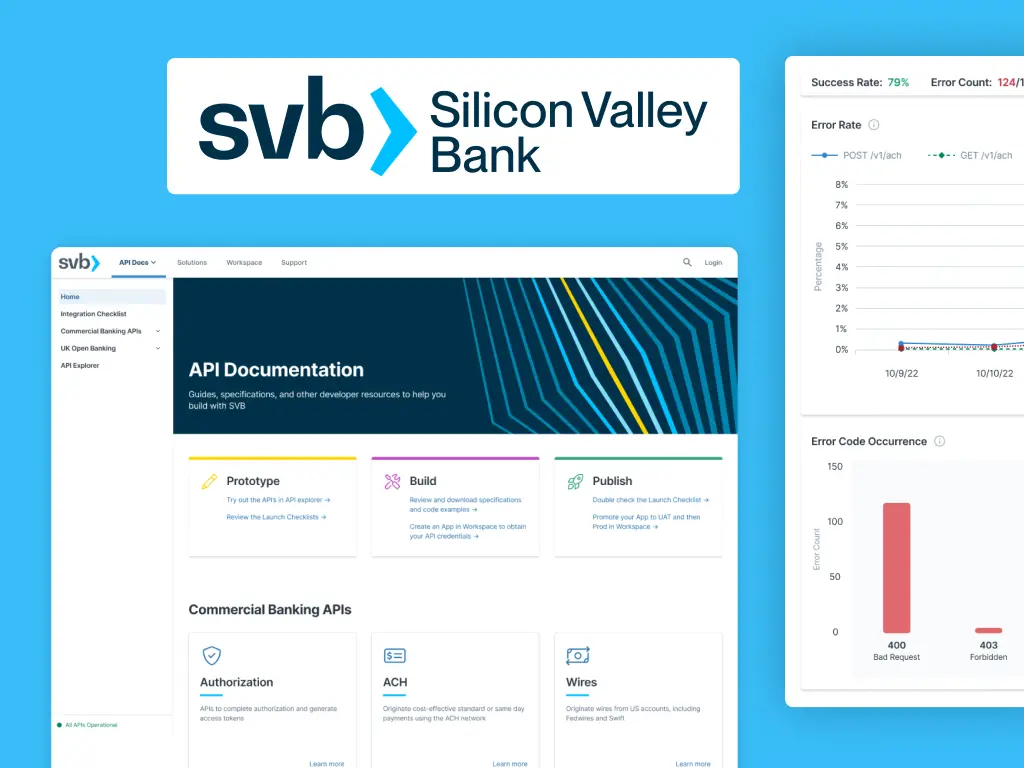 svb
Silicon Valley
Bank
svb
API Docs
Solutions
Workspace
Support
Login
Home
Integration Checklist
Commercial Banking APIs
UK Open Banking
API Explorer
All APIs Operational
API Documentation
Guides, specifications, and other developer resources to help you
build with SVB
Prototype
Try out the API's in API explorer →
Review the Launch Checklists →
Build
Review and download specifications
and code examples →
Create an App in Workspace to obtain
your API credentials →
Publish
Double check the Launch Checklist →
Promote your App to UAT and then
Prod in Workspace →
Commercial Banking APIs
Authorization
APIs to complete authorization and generate
access tokens
Learn more
ACH
Originate cost-effective standard or same day
payments using the ACH network
Learn more
Wires
Originate wires from US accounts, including
Fedwires and Swift
Learn more
Success Rate: 79% Error Count: 124/1
Error Rate
POST /v1/ach GET /v1/ach
Percentage
8%
7%
6%
5%
4%
3%
2%
1%
0%
10/9/22 10/10/22
Error Code Occurrence
Error Count
150
100
50
0
400
Bad Request
403
Forbidden